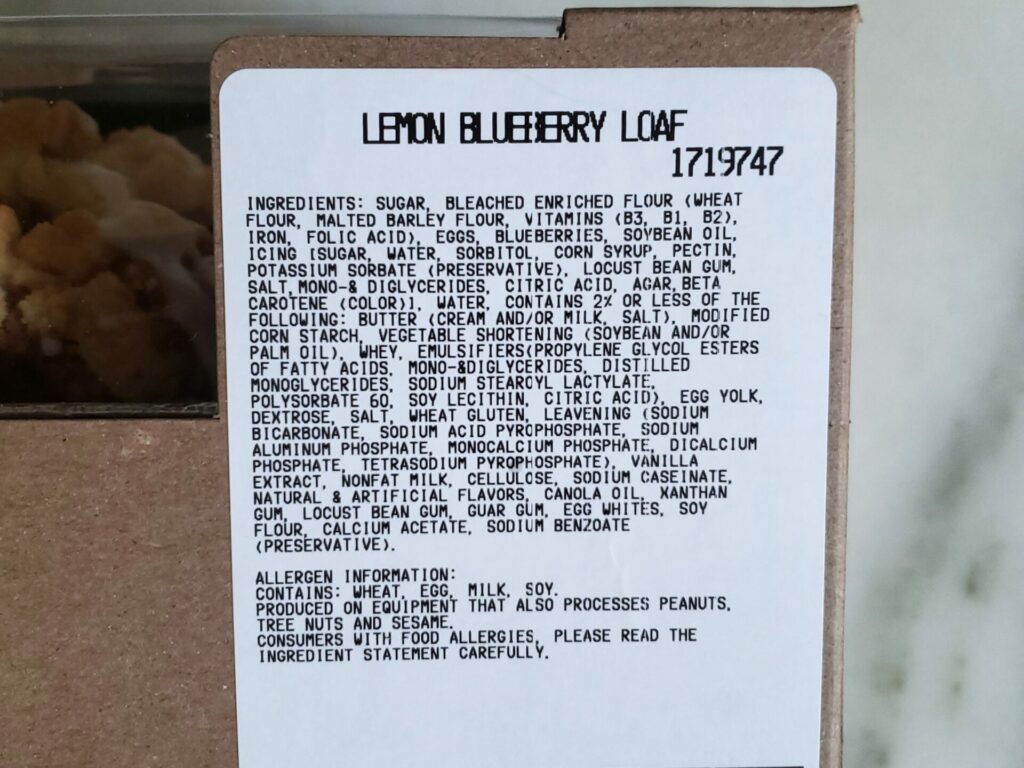 LEMON BLUEBERRY LOAF
1719747
INGREDIENTS: SUGAR, BLEACHED ENRICHED FLOUR (WHEAT
FLOUR, MALTED BARLEY FLOUR, VITAMINS (B3, B1, B2),
IRON, FOLIC ACID), EGGS, BLUEBERRIES, SOYBEAN OIL,
ICING [SUGAR, WATER, SORBITOL, CORN SYRUP, PECTIN,
POTASSIUM SORBATE (PRESERVATIVE), LOCUST BEAN GUM,
SALT, MONO-& DIGLYCERIDES, CITRIC ACID, AGAR, BETA
CAROTENE (COLOR)], WATER, CONTAINS 2% OR LESS OF THE
FOLLOWING: BUTTER (CREAM AND/OR MILK, SALT), MODIFIED
CORN STARCH, VEGETABLE SHORTENING (SOYBEAN AND/OR
PALM OIL), WHEY, EMULSIFIERS(PROPYLENE GLYCOL ESTERS
OF FATTY ACIDS, MONO-&DIGLYCERIDES, DISTILLED
MONOGLYCERIDES, SODIUM STEAROYL LACTYLATE,
POLYSORBATE 60, SOY LECITHIN, CITRIC ACID), EGG YOLK,
DEXTROSE, SALT, WHEAT GLUTEN, LEAVENING (SODIUM
BICARBONATE, SODIUM ACID PYROPHOSPHATE, SODIUM
ALUMINUM PHOSPHATE, MONOCALCIUM PHOSPHATE, DICALCIUM
PHOSPHATE, TETRASODIUM PYROPHOSPHATE), VANILLA
EXTRACT, NONFAT MILK, CELLULOSE, SODIUM CASEINATE,
NATURAL & ARTIFICIAL FLAVORS, CANOLA OIL, XANTHAN
GUM, LOCUST BEAN GUM, GUAR GUM, EGG WHITES, SOY
FLOUR, CALCIUM ACETATE, SODIUM BENZOATE
(PRESERVATIVE).
ALLERGEN INFORMATION:
CONTAINS: WHEAT, EGG, MILK, SOY.
PRODUCED ON EQUIPMENT THAT ALSO PROCESSES PEANUTS,
TREE NUTS AND SESAME.
CONSUMERS WITH FOOD ALLERGIES, PLEASE READ THE
INGREDIENT STATEMENT CAREFULLY.